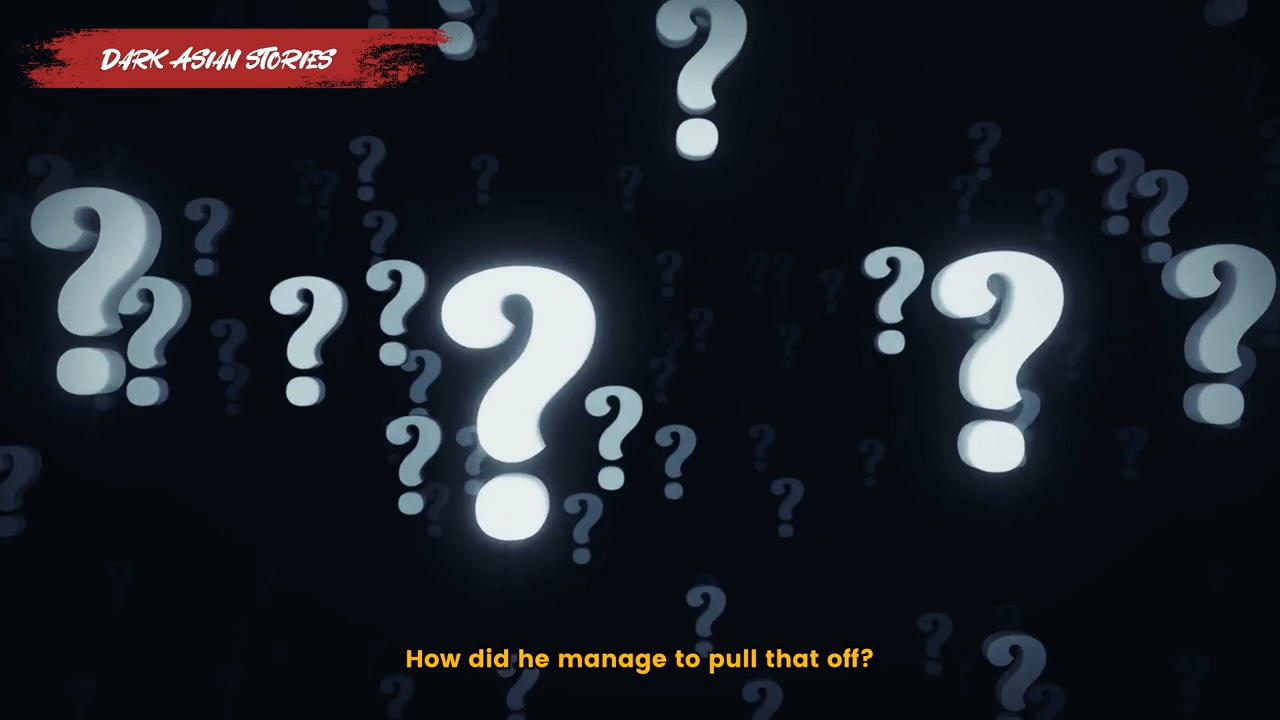 DARK ASIAN STORIES
How did he manage to pull that off?